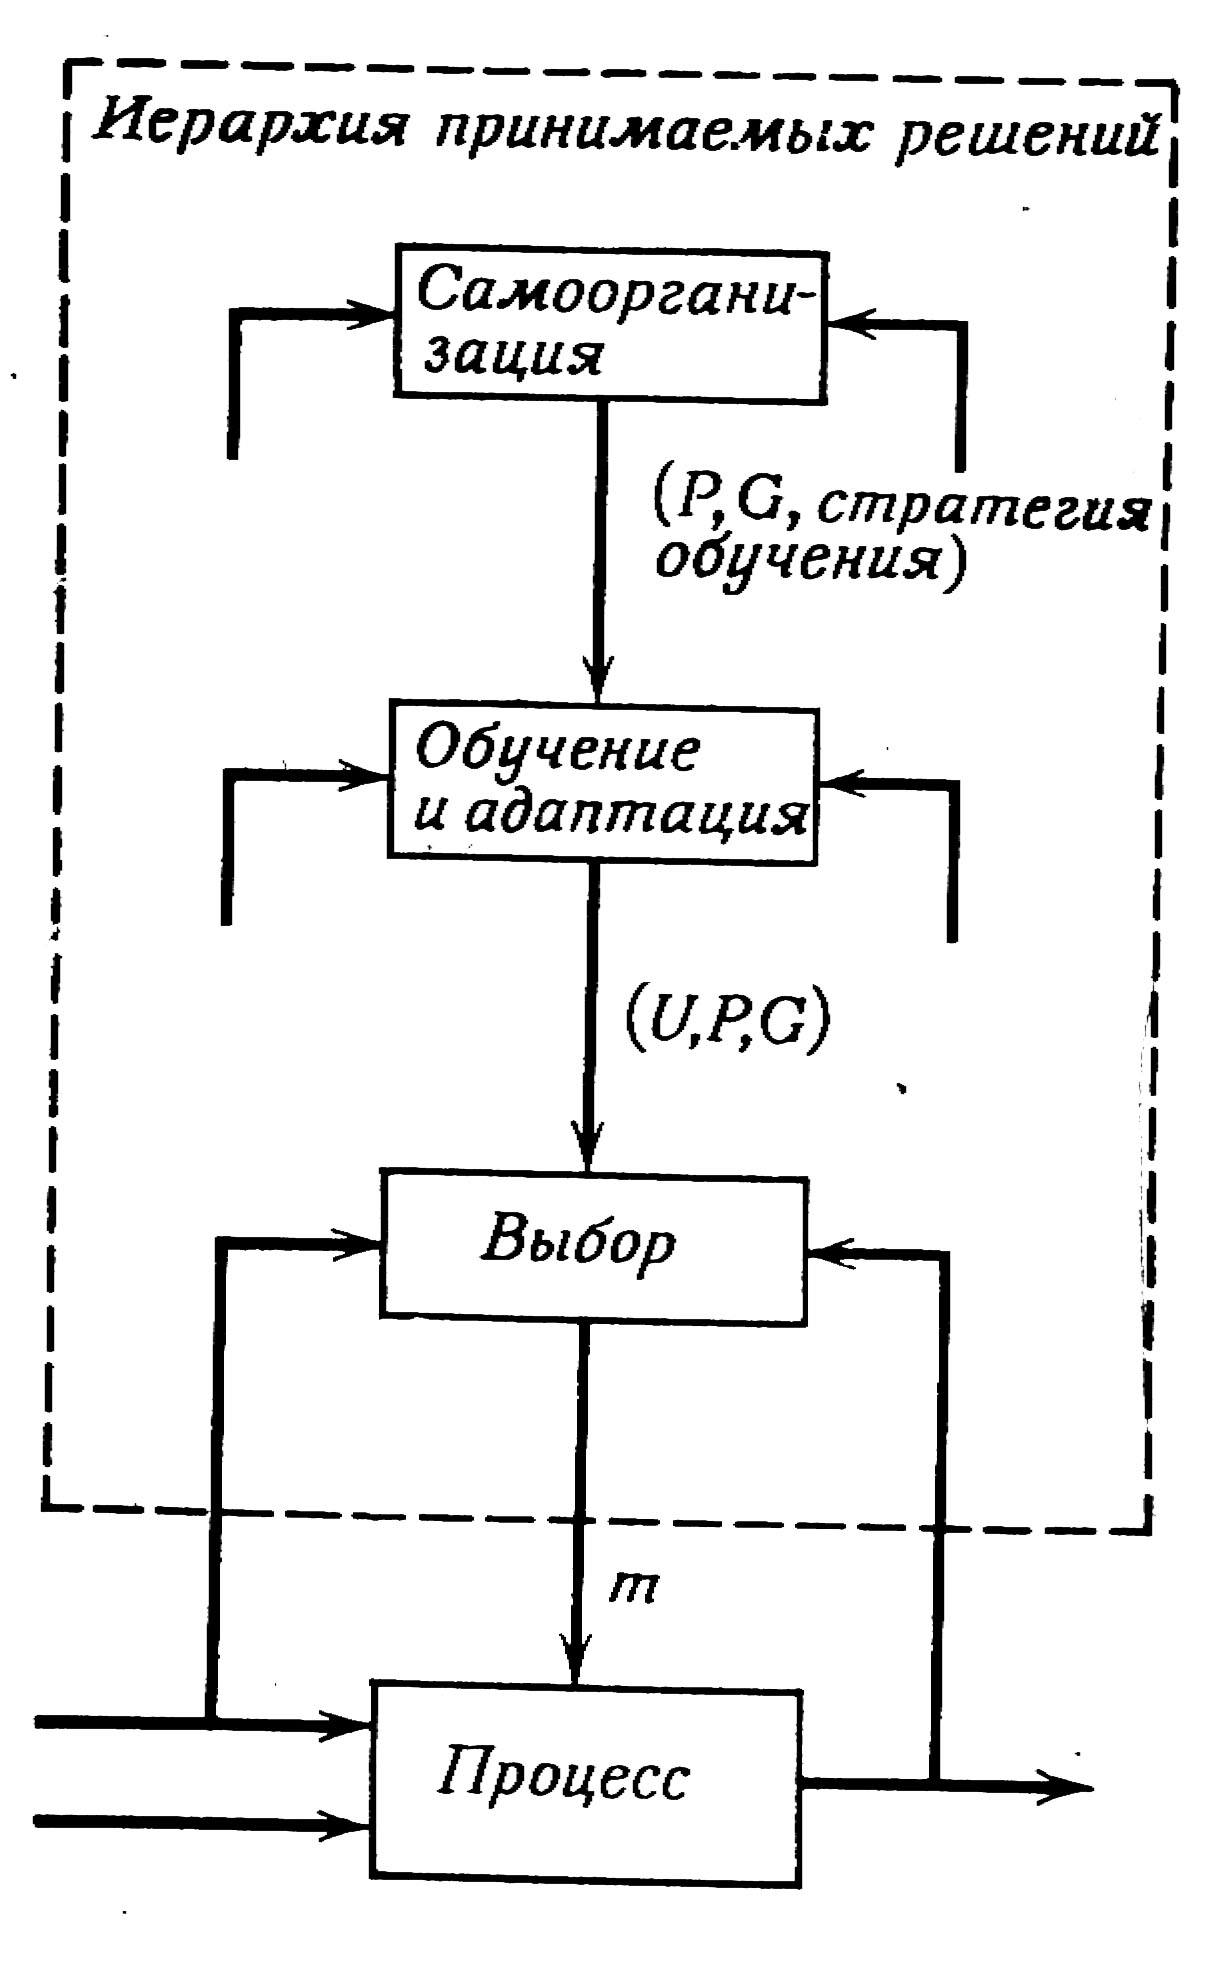 Иерархия принимаемых решений
Самооргани-
зация
(P, G, стратегия
обучения)
Обучение
и адаптация
(U, P, G)
Выбор
m
Процесс